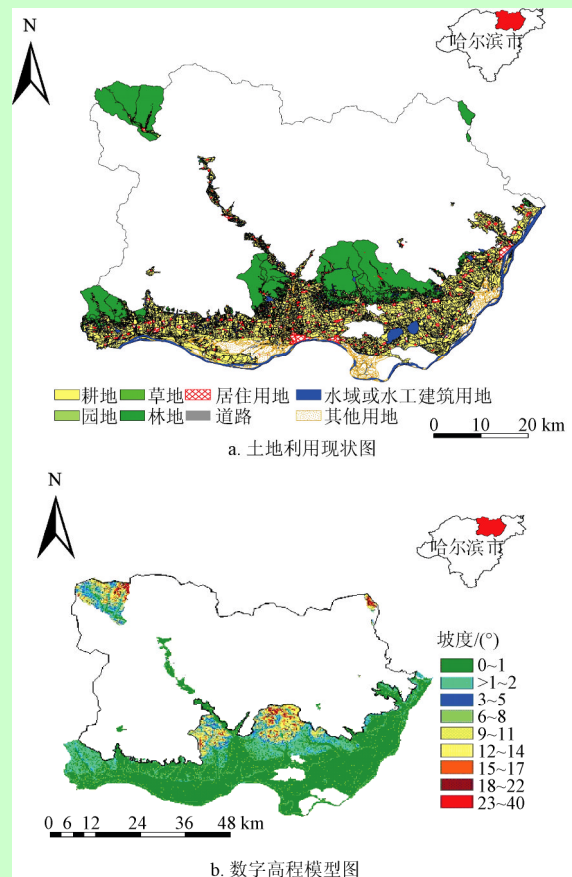 N
哈尔滨市
耕地 草地 居住用地 水域或水工建筑用地
园地 林地 道路 其他用地
0 10 20 km
a. 土地利用现状图
N
哈尔滨市
坡度/(°)
0~1
>1~2
3~5
6~8
9~11
12~14
15~17
18~22
23~40
0 6 12 24 36 48 km
b. 数字高程模型图